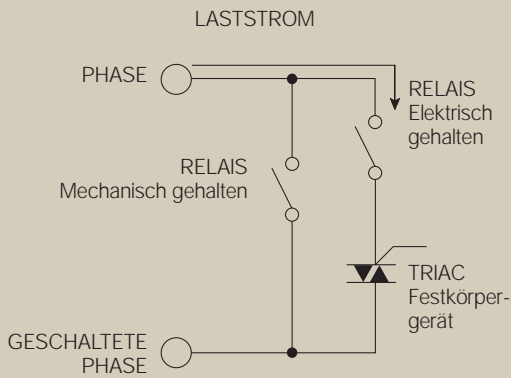 LASTSTROM
PHASE
RELAIS
Elektrisch
gehalten
RELAIS
Mechanisch gehalten
TRIAC
Festkörper-
gerät
GESCHALTETE
PHASE